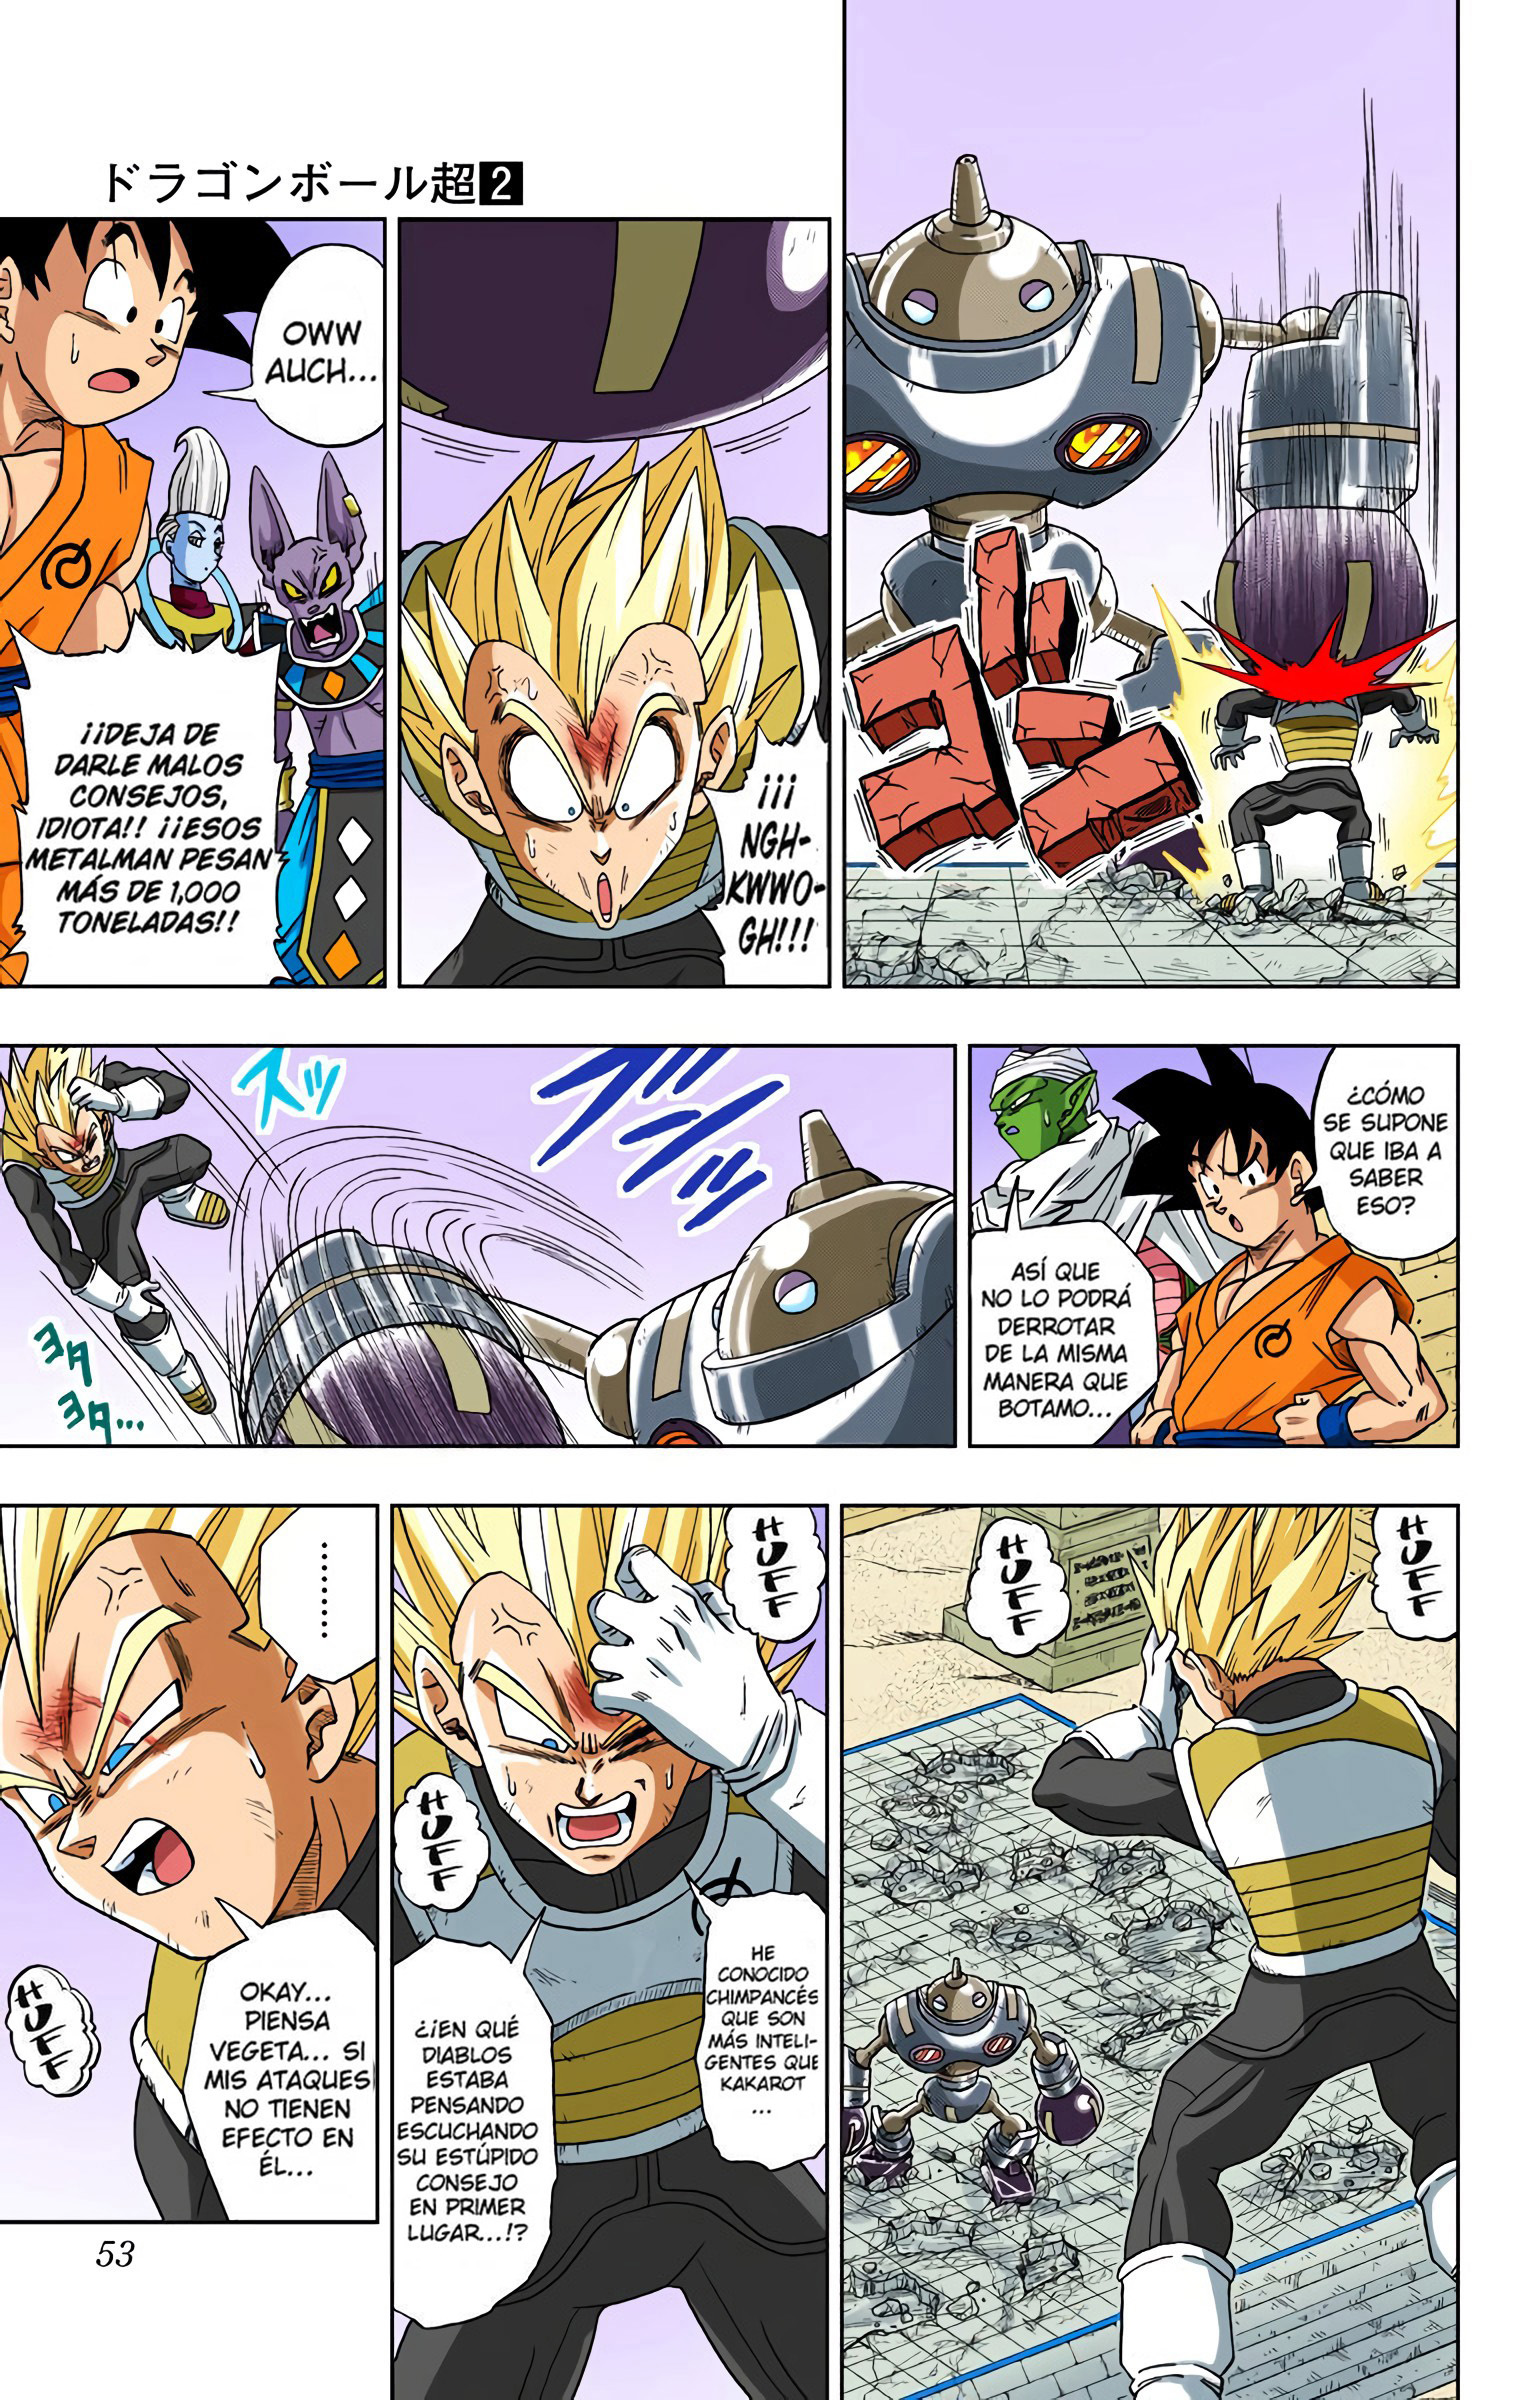 ドラゴンボール超2
ゴン
¡¡¡
NGH-
KWWO-
GH!!!
OWW
AUCH...
¡¡DEJA DE
DARLE MALOS
CONSEJOS,
IDIOTA!! ¡¡ESOS
METALMAN PESAN
MÁS DE 1,000
TONELADAS!!
¿CÓMO
SE SUPONE
QUE IBA A
SABER
ESO?
ASÍ QUE
NO LO PODRÁ
DERROTAR
DE LA MISMA
MANERA QUE
BOTAMO...
ブンッ
スッ
ヨタ
ヨタ...
HUFF
HUFF
HUFF
HE
CONOCIDO
CHIMPANCÉS
QUE SON
MÁS INTELI-
GENTES QUE
KAKAROT
...
¿¡EN QUÉ
DIABLOS
ESTABA
PENSANDO
ESCUCHANDO
SU ESTÚPIDO
CONSEJO
EN PRIMER
LUGAR...!?
HUFF
........
OKAY...
PIENSA
VEGETA... SI
MIS ATAQUES
NO TIENEN
EFECTO EN
ÉL...
HUFF
53